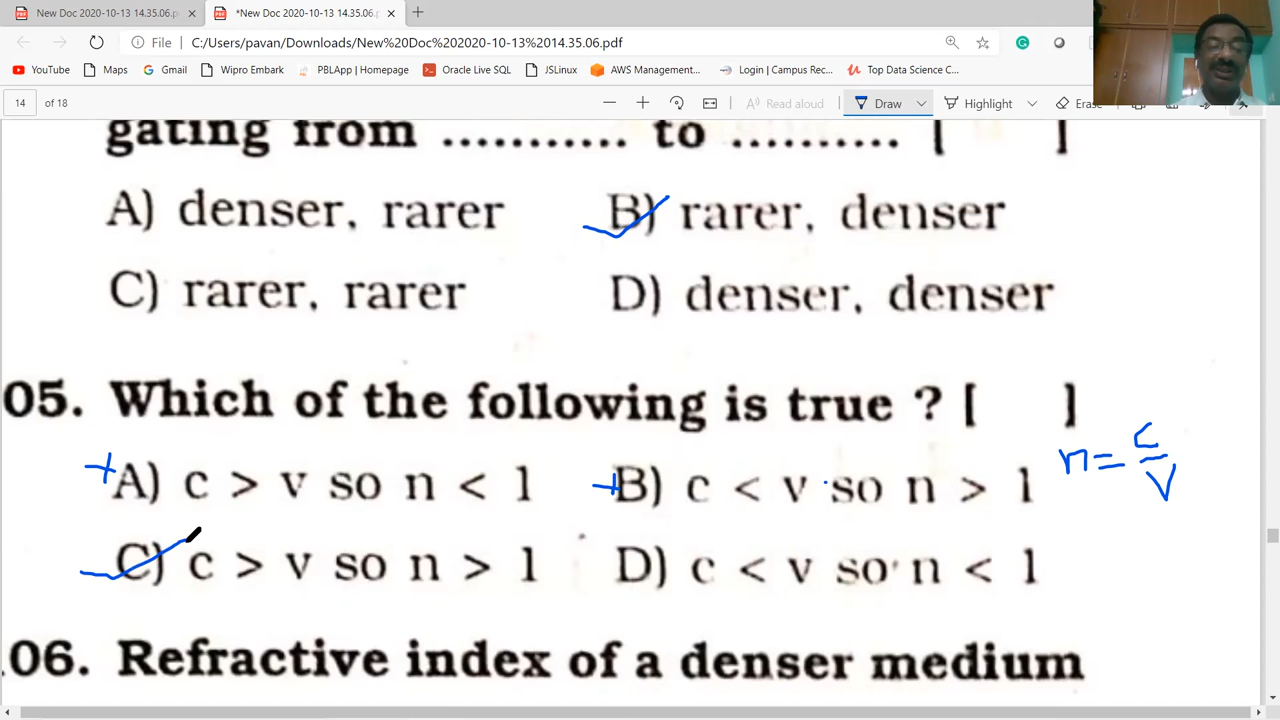 New Doc 2020-10-13 14.35.06.p
*New Doc 2020-10-13 14.35.06.p
File C:/Users/pavan/Downloads/New%20Doc%202020-10-13%2014.35.06.pdf
YouTube Maps Gmail Wipro Embark PBLApp | Homepage Oracle Live SQL JSLinux AWS Management... Login | Campus Rec... Top Data Science C...
14 of 18 Read aloud Draw Highlight Erase
gating from ........... to .......... [ ]
A) denser, rarer B) rarer, denser
C) rarer, rarer D) denser, denser
05. Which of the following is true ? [ ]
A) c > v so n < 1 B) c < v so n > 1
n = c/v
C) c > v so n > 1 D) c < v so n < 1
.06. Refractive index of a denser medium